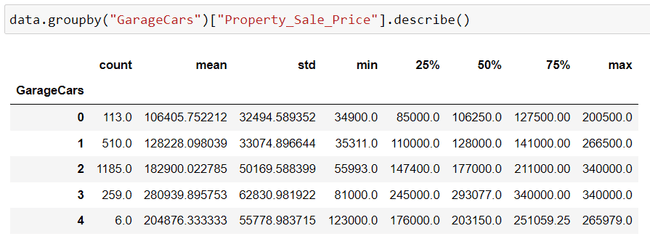 data.groupby("GarageCars")["Property_Sale_Price"].describe()
count mean std min 25% 50% 75% max
GarageCars
0 113.0 106405.752212 32494.589352 34900.0 85000.0 106250.0 127500.00 200500.0
1 510.0 128228.098039 33074.896644 35311.0 110000.0 128000.0 141000.00 266500.0
2 1185.0 182900.022785 50169.588399 55993.0 147400.0 177000.0 211000.00 340000.0
3 259.0 280939.895753 62830.981922 81000.0 245000.0 293077.0 340000.00 340000.0
4 6.0 204876.333333 55778.983715 123000.0 176000.0 203150.0 251059.25 265979.0